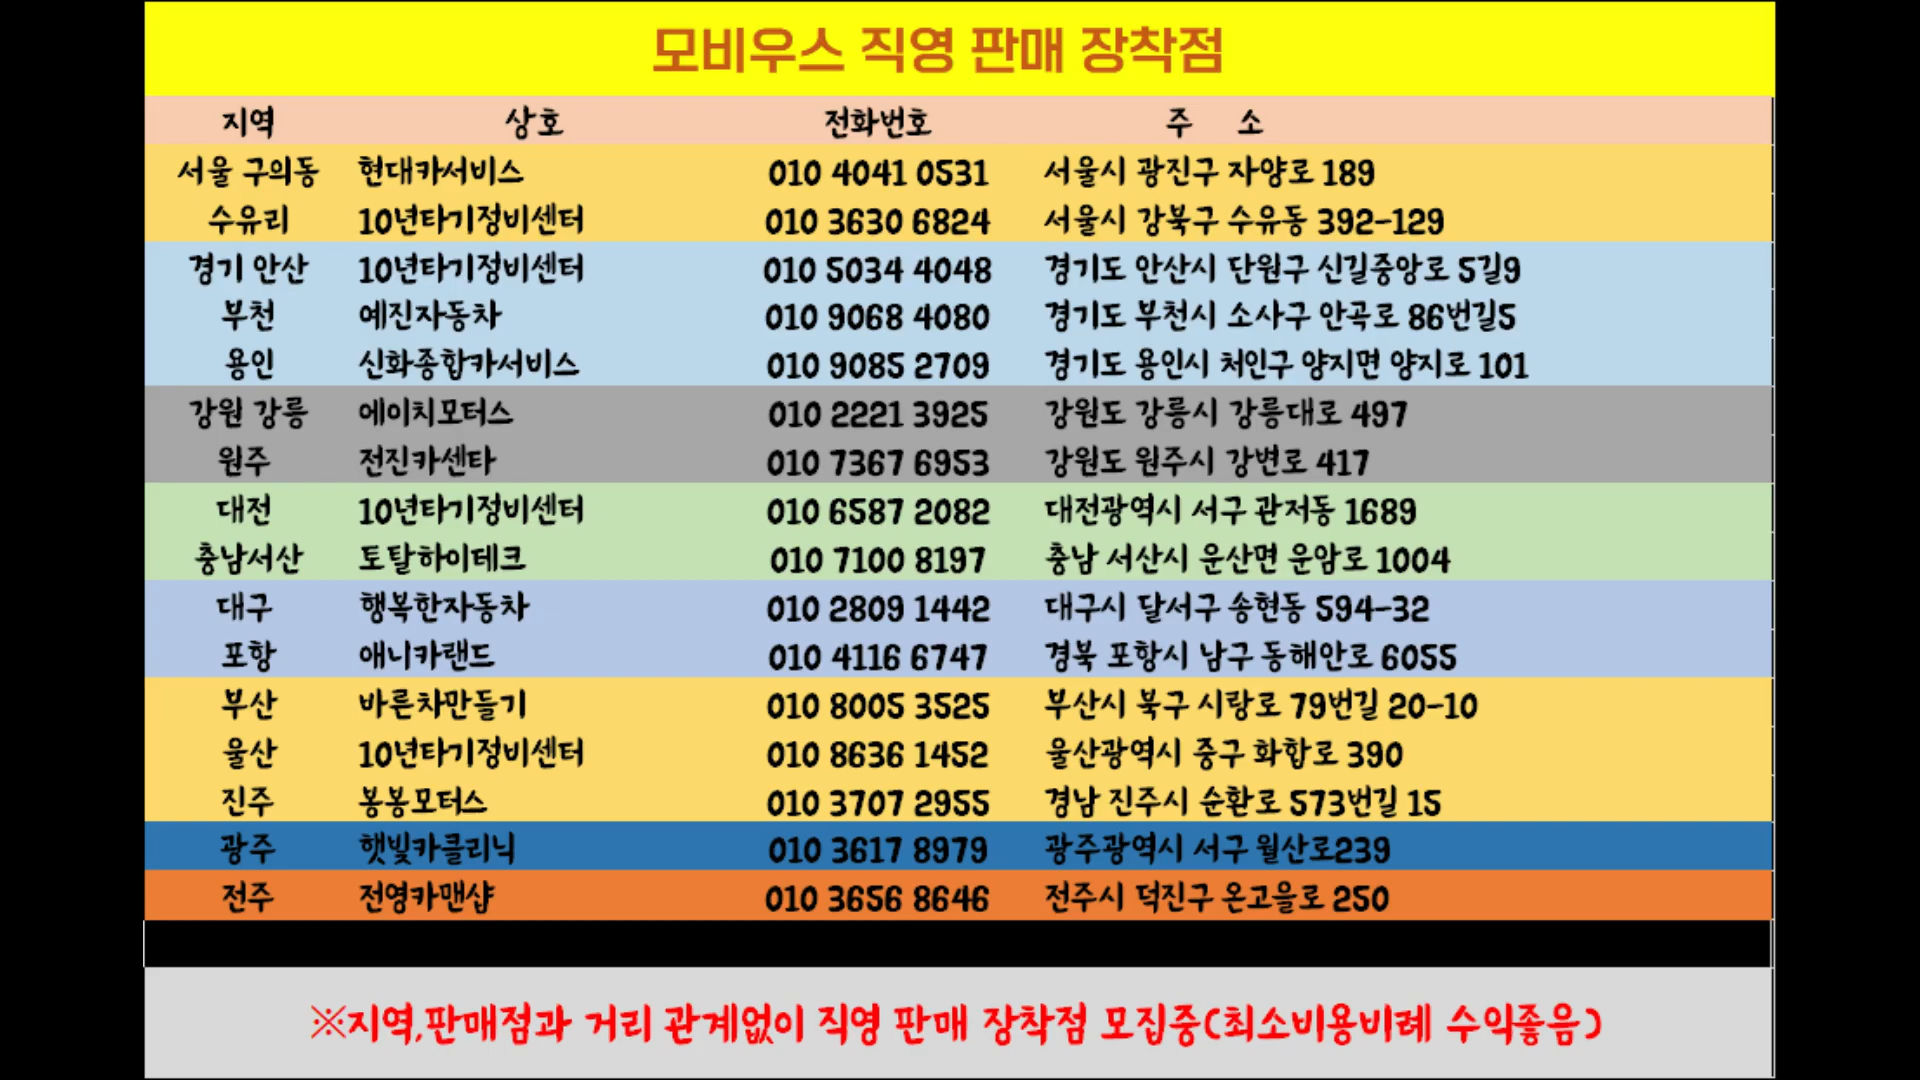 모비우스 직영 판매 장착점
지역 상호 전화번호 주 소
서울 구의동 현대카서비스 010 4041 0531 서울시 광진구 자양로 189
수유리 10년타기정비센터 010 3630 6824 서울시 강북구 수유동 392-129
경기 안산 10년타기정비센터 010 5034 4048 경기도 안산시 단원구 신길중앙로 5길9
부천 예진자동차 010 9068 4080 경기도 부천시 소사구 안곡로 86번길5
용인 신화종합카서비스 010 9085 2709 경기도 용인시 처인구 양지면 양지로 101
강원 강릉 에이치모터스 010 2221 3925 강원도 강릉시 강릉대로 497
원주 전진카센타 010 7367 6953 강원도 원주시 강변로 417
대전 10년타기정비센터 010 6587 2082 대전광역시 서구 관저동 1689
충남서산 토탈하이테크 010 7100 8197 충남 서산시 운산면 운암로 1004
대구 행복한자동차 010 2809 1442 대구시 달서구 송현동 594-32
포항 애니카랜드 010 4116 6747 경북 포항시 남구 동해안로 6055
부산 바른차만들기 010 8005 3525 부산시 북구 시랑로 79번길 20-10
울산 10년타기정비센터 010 8636 1452 울산광역시 중구 화합로 390
진주 봉봉모터스 010 3707 2955 경남 진주시 순환로 573번길 15
광주 햇빛카클리닉 010 3617 8979 광주광역시 서구 월산로239
전주 전영카맨샵 010 3656 8646 전주시 덕진구 온고을로 250
※지역,판매점과 거리 관계없이 직영 판매 장착점 모집중(최소비용비례 수익좋음)